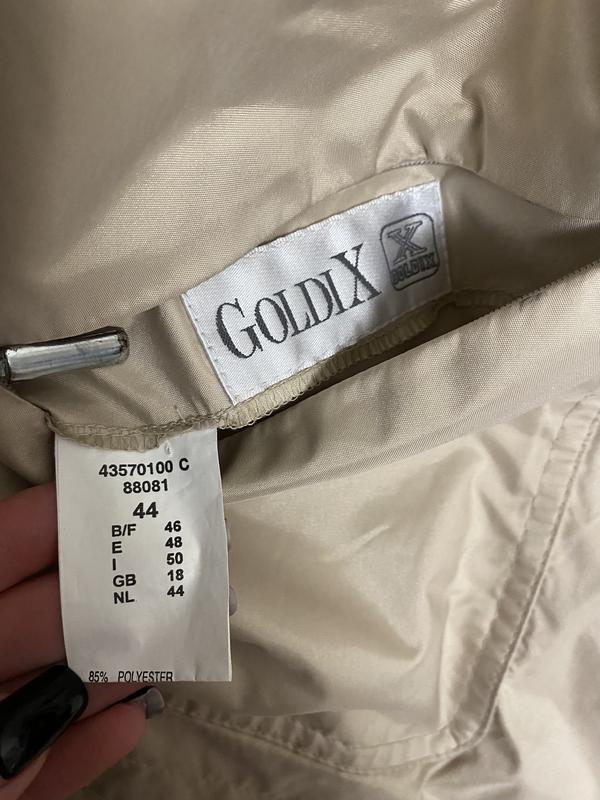 GOLDIX
X
GOLDIX
43570100 C
88081
44
B/F 46
E 48
I 50
GB 18
NL 44
85% POLYESTER